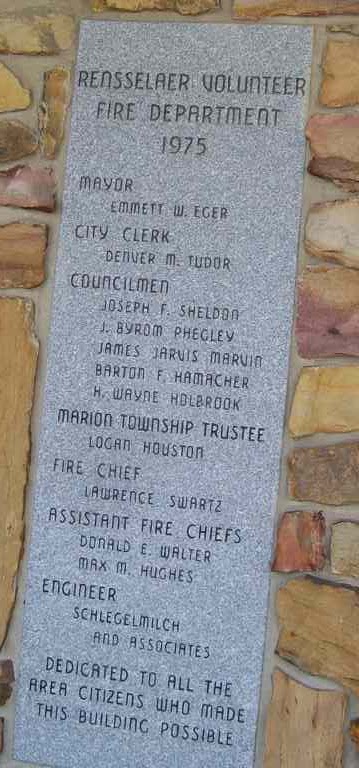 RENSSELAER VOLUNTEER
FIRE DEPARTMENT
1975
MAYOR
EMMETT W. EGER
CITY CLERK
DENVER M. TUDOR
COUNCILMEN
JOSEPH F. SHELDON
J. BYROM PHEGLEY
JAMES JARVIS MARVIN
BARTON F. HAMACHER
H. WAYNE HOLBROOK
MARION TOWNSHIP TRUSTEE
LOGAN HOUSTON
FIRE CHIEF
LAWRENCE SWARTZ
ASSISTANT FIRE CHIEFS
DONALD E. WALTER
MAX M. HUGHES
ENGINEER
SCHLEGELMILCH
AND ASSOCIATES
DEDICATED TO ALL THE
AREA CITIZENS WHO MADE
THIS BUILDING POSSIBLE